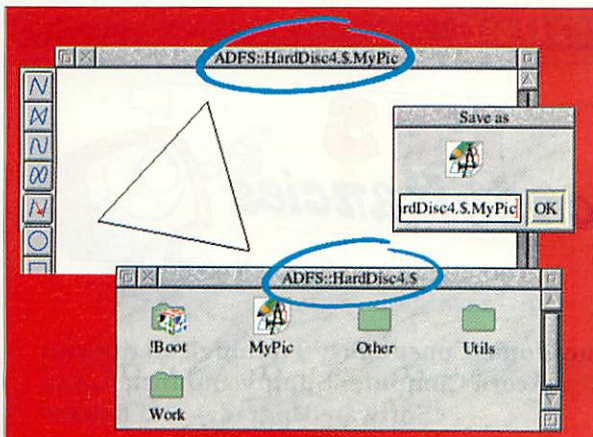 ADFS::HardDisc4.$.MyPic
Save as
rdDisc4.$.MyPic
OK
ADFS::HardDisc4.$
!Boot
MyPic
Other
Utils
Work